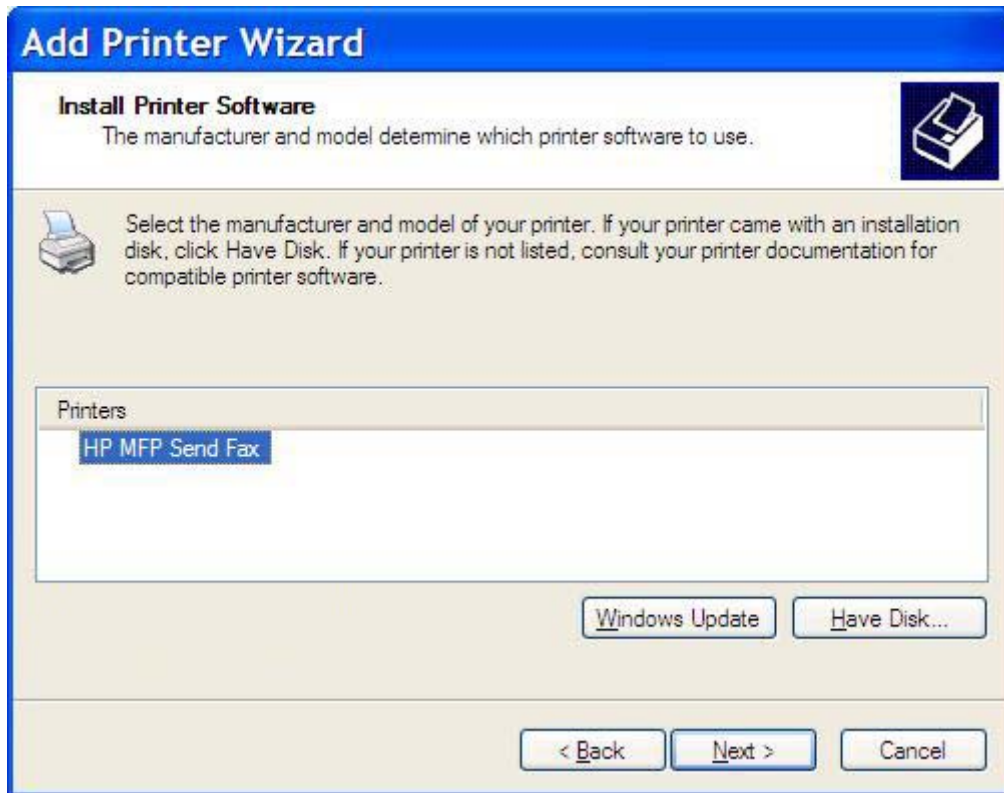 Add Printer Wizard
Install Printer Software
The manufacturer and model determine which printer software to use.
Select the manufacturer and model of your printer. If your printer came with an installation
disk, click Have Disk. If your printer is not listed, consult your printer documentation for
compatible printer software.
Printers
HP MFP Send Fax
Windows Update
Have Disk...
< Back
Next >
Cancel